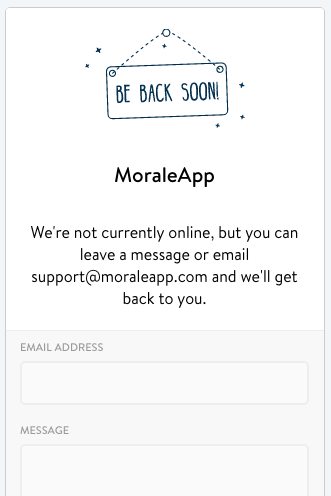 BE BACK SOON!
MoraleApp
We're not currently online, but you can
leave a message or email
support@moraleapp.com and we'll get
back to you.
EMAIL ADDRESS
MESSAGE